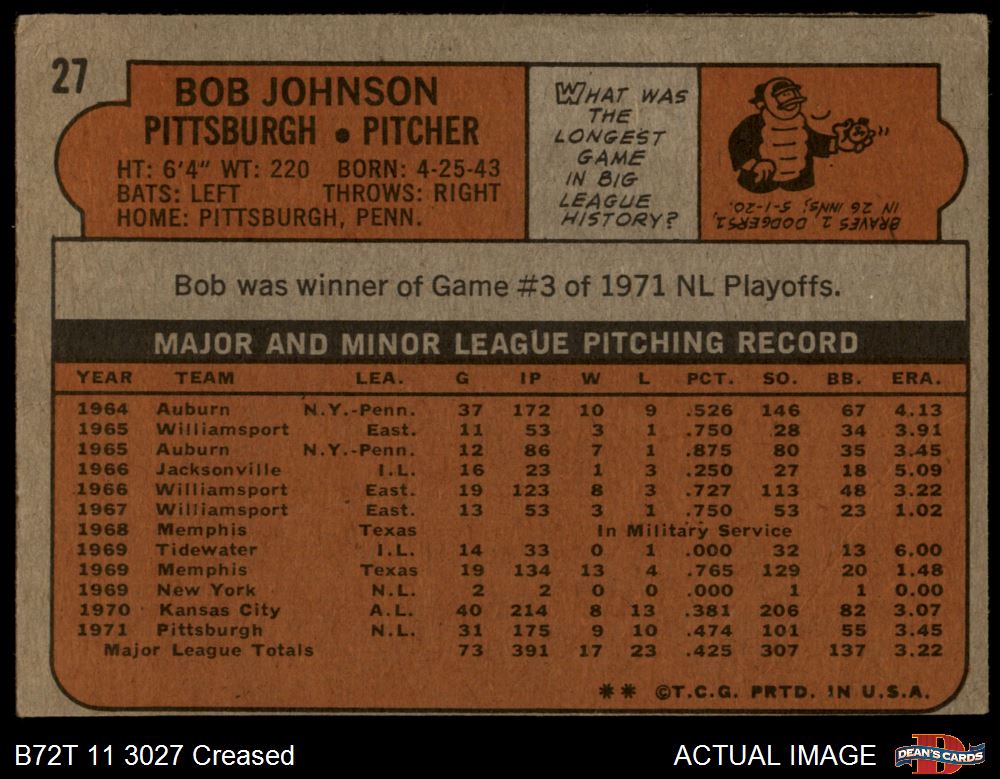 27
BOB JOHNSON
PITTSBURGH • PITCHER
HT: 6'4" WT: 220 BORN: 4-25-43
BATS: LEFT THROWS: RIGHT
HOME: PITTSBURGH, PENN.
WHAT WAS
THE
LONGEST
GAME
IN BIG
LEAGUE
HISTORY?
BRAVES 1, DODGERS 1,
IN 26 INNS; 5-1-20.
Bob was winner of Game #3 of 1971 NL Playoffs.
MAJOR AND MINOR LEAGUE PITCHING RECORD
YEAR TEAM LEA. G IP W L PCT. SO. BB. ERA.
1964 Auburn N.Y.-Penn. 37 172 10 9 .526 146 67 4.13
1965 Williamsport East. 11 53 3 1 .750 28 34 3.91
1965 Auburn N.Y.-Penn. 12 86 7 1 .875 80 35 3.45
1966 Jacksonville I.L. 16 23 1 3 .250 27 18 5.09
1966 Williamsport East. 19 123 8 3 .727 113 48 3.22
1967 Williamsport East. 13 53 3 1 .750 53 23 1.02
1968 Memphis Texas In Military Service
1969 Tidewater I.L. 14 33 0 1 .000 32 13 6.00
1969 Memphis Texas 19 134 13 4 .765 129 20 1.48
1969 New York N.L. 2 2 0 0 .000 1 1 0.00
1970 Kansas City A.L. 40 214 8 13 .381 206 82 3.07
1971 Pittsburgh N.L. 31 175 9 10 .474 101 55 3.45
Major League Totals 73 391 17 23 .425 307 137 3.22
** ©T.C.G. PRTD. IN U.S.A.
B72T 11 3027 Creased ACTUAL IMAGE
DEAN'S CARDS